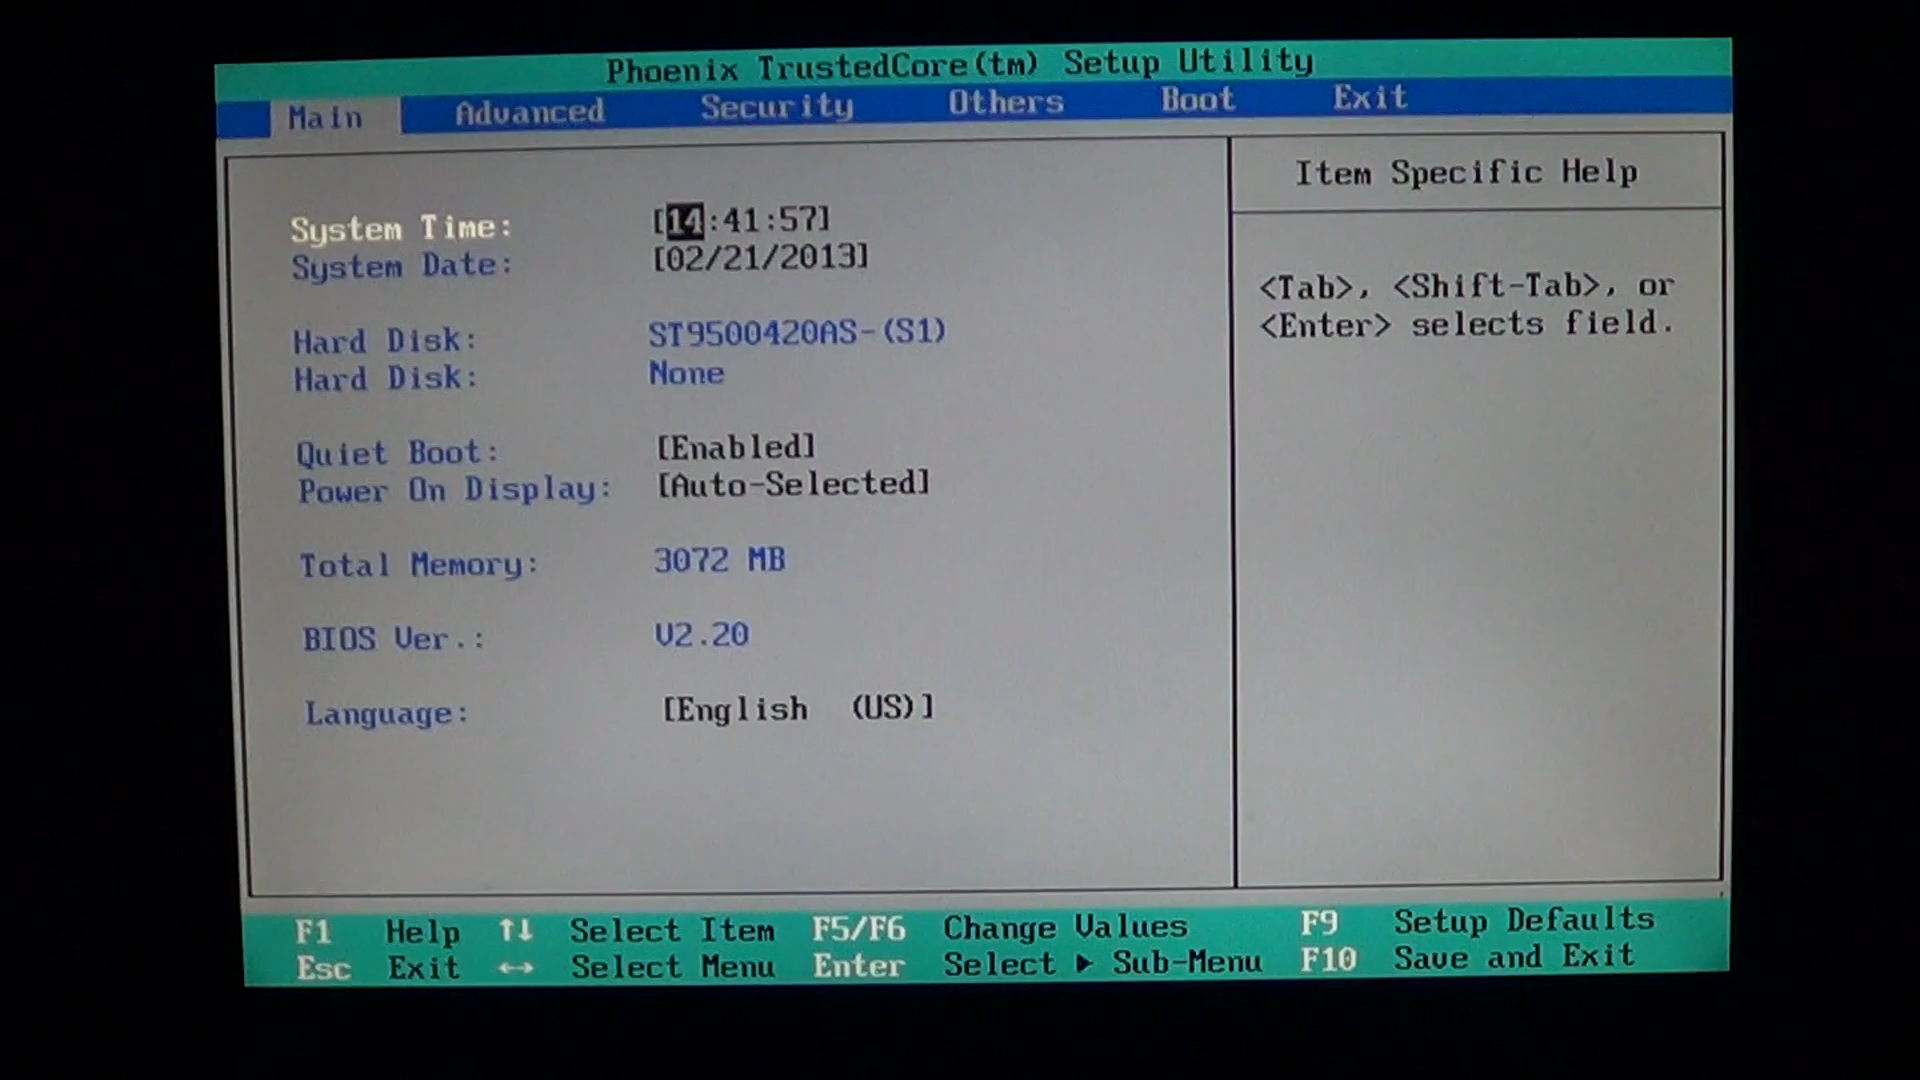 Phoenix TrustedCore(tm) Setup Utility
Main Advanced Security Others Boot Exit
Item Specific Help
System Time: [14:41:57]
System Date: [02/21/2013]
<Tab>, <Shift-Tab>, or
<Enter> selects field.
Hard Disk: ST9500420AS-(S1)
Hard Disk: None
Quiet Boot: [Enabled]
Power On Display: [Auto-Selected]
Total Memory: 3072 MB
BIOS Ver.: V2.20
Language: [English (US)]
F1 Help ↑↓ Select Item F5/F6 Change Values F9 Setup Defaults
Esc Exit ↔ Select Menu Enter Select ▶ Sub-Menu F10 Save and Exit